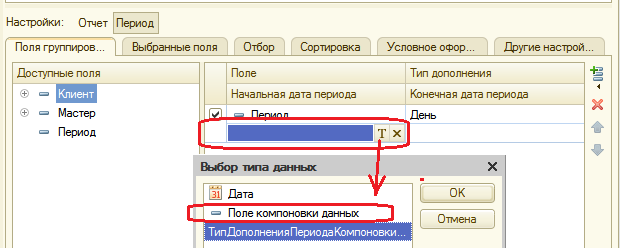 Настройки: Отчет Период
Поля группиров... Выбранные поля Отбор Сортировка Условное офор... Другие настрой...
Доступные поля
Клиент
Мастер
Период
Поле Тип дополнения
Начальная дата периода Конечная дата периода
Период День
T
Выбор типа данных
31 Дата
Поле компоновки данных
ТипДополненияПериодаКомпоновки...
OK
Отмена